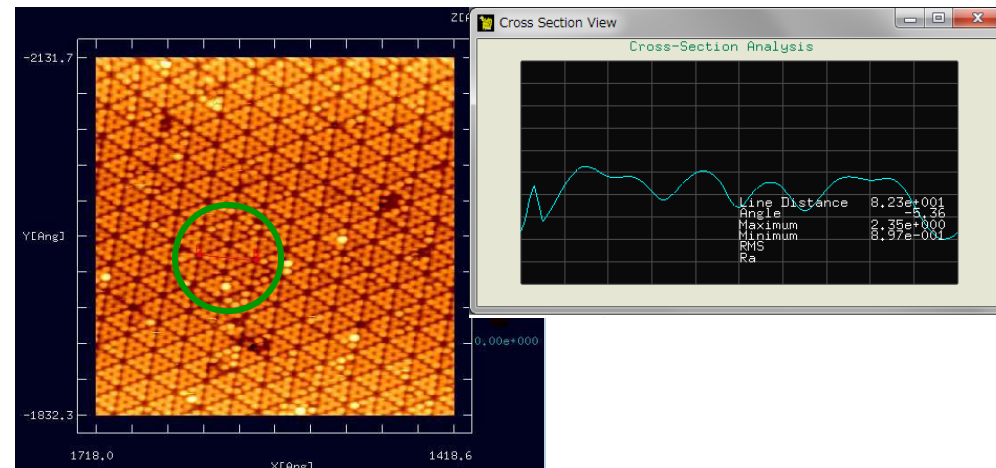 Z[A
-2131.7
Y[Ang]
-1832.3
1718.0
1418.6
X[Ang]
0.00e+000
Cross Section View
Cross-Section Analysis
Line Distance 8.23e+001
Angle -5.36
Maximum 2.35e+000
Minimum 8.97e-001
RMS
Ra